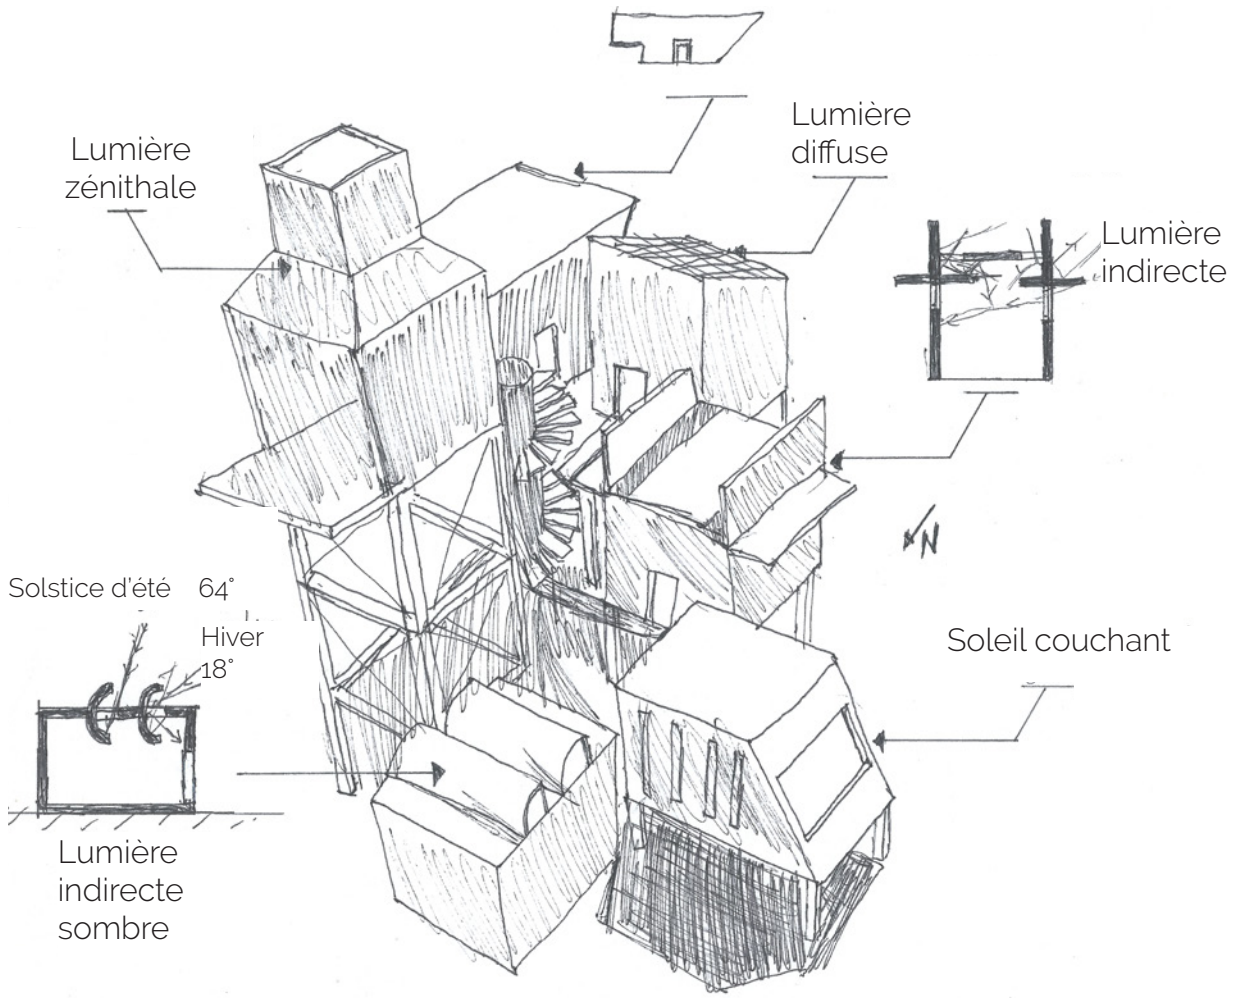 Lumière
zénithale
Lumière
diffuse
Lumière
indirecte
N
Solstice d'été 64°
Hiver
18°
Soleil couchant
Lumière
indirecte
sombre